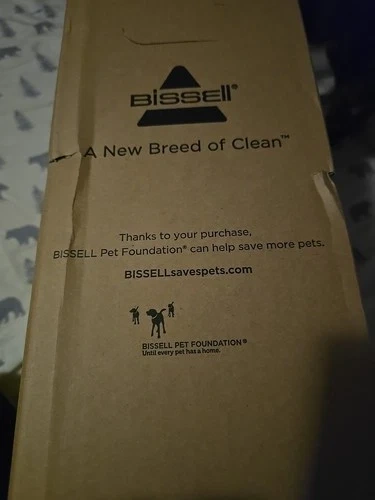 BISSELL®
A New Breed of Clean™
Thanks to your purchase,
BISSELL Pet Foundation® can help save more pets.
BISSELLsavespets.com
BISSELL PET FOUNDATION®
Until every pet has a home.